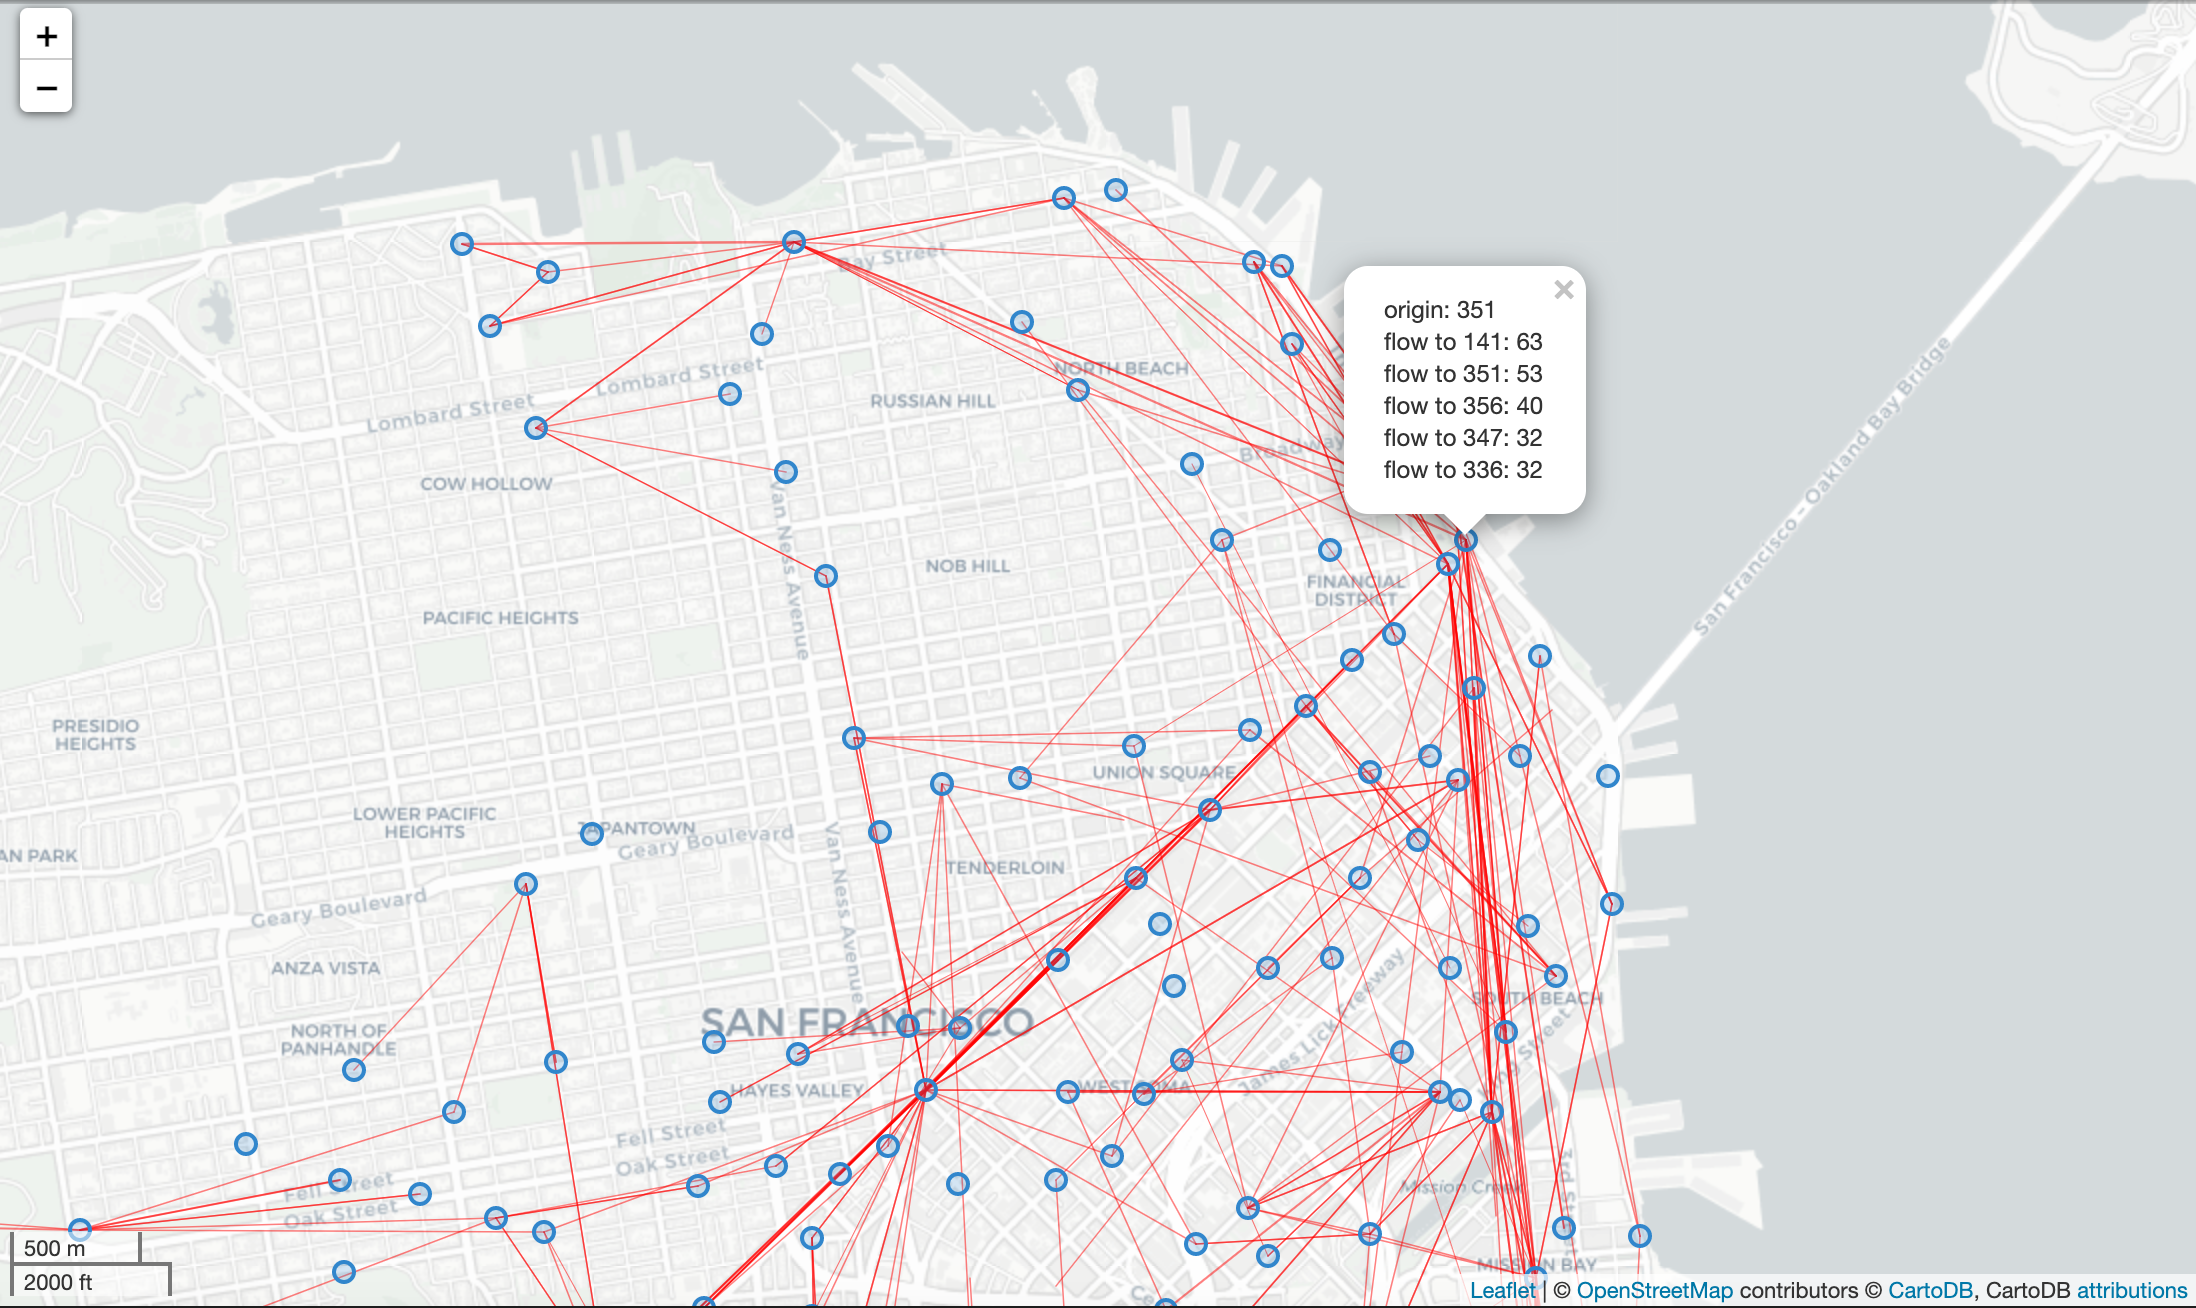 +
−
Bay Street
×
origin: 351
flow to 141: 63
flow to 351: 53
flow to 356: 40
flow to 347: 32
flow to 336: 32
Lombard Street
Lombard Street
NORTH BEACH
RUSSIAN HILL
Broadway
San Francisco - Oakland Bay Bridge
COW HOLLOW
Van Ness Avenue
NOB HILL
FINANCIAL
DISTRICT
PACIFIC HEIGHTS
PRESIDIO
HEIGHTS
UNION SQUARE
LOWER PACIFIC
HEIGHTS
JAPANTOWN
Geary Boulevard
AN PARK
TENDERLOIN
Van Ness Avenue
Geary Boulevard
ANZA VISTA
SOUTH BEACH
SAN FRANCISCO
NORTH OF
PANHANDLE
James Lick Freeway
King Street
HAYES VALLEY
WEST SOMA
Fell Street
Oak Street
Fell Street
Oak Street
Mission Creek
MISSION BAY
500 m
2000 ft
Leaflet | © OpenStreetMap contributors © CartoDB, CartoDB attributions